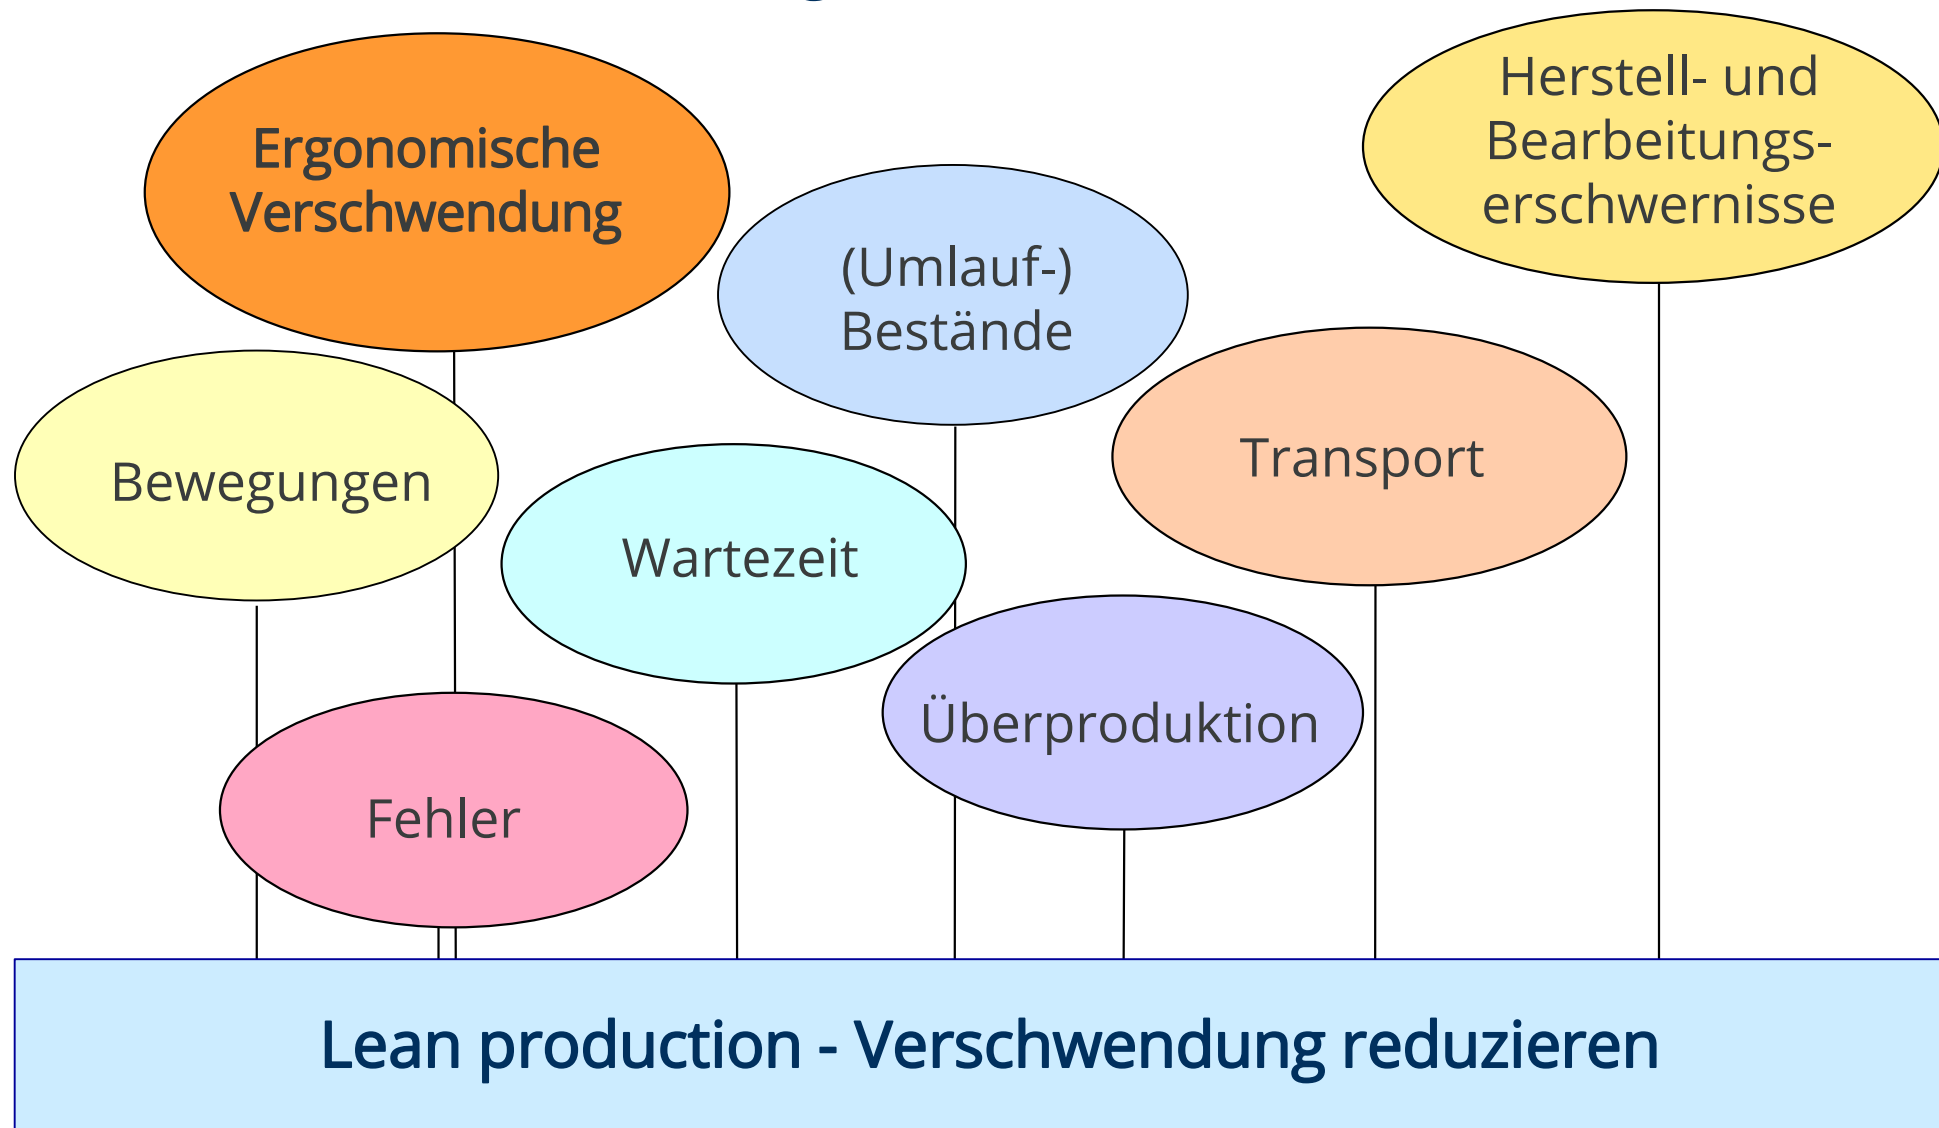 Herstell- und
Bearbeitungs-
erschwernisse
Ergonomische
Verschwendung
(Umlauf-)
Bestände
Transport
Bewegungen
Wartezeit
Überproduktion
Fehler
Lean production - Verschwendung reduzieren